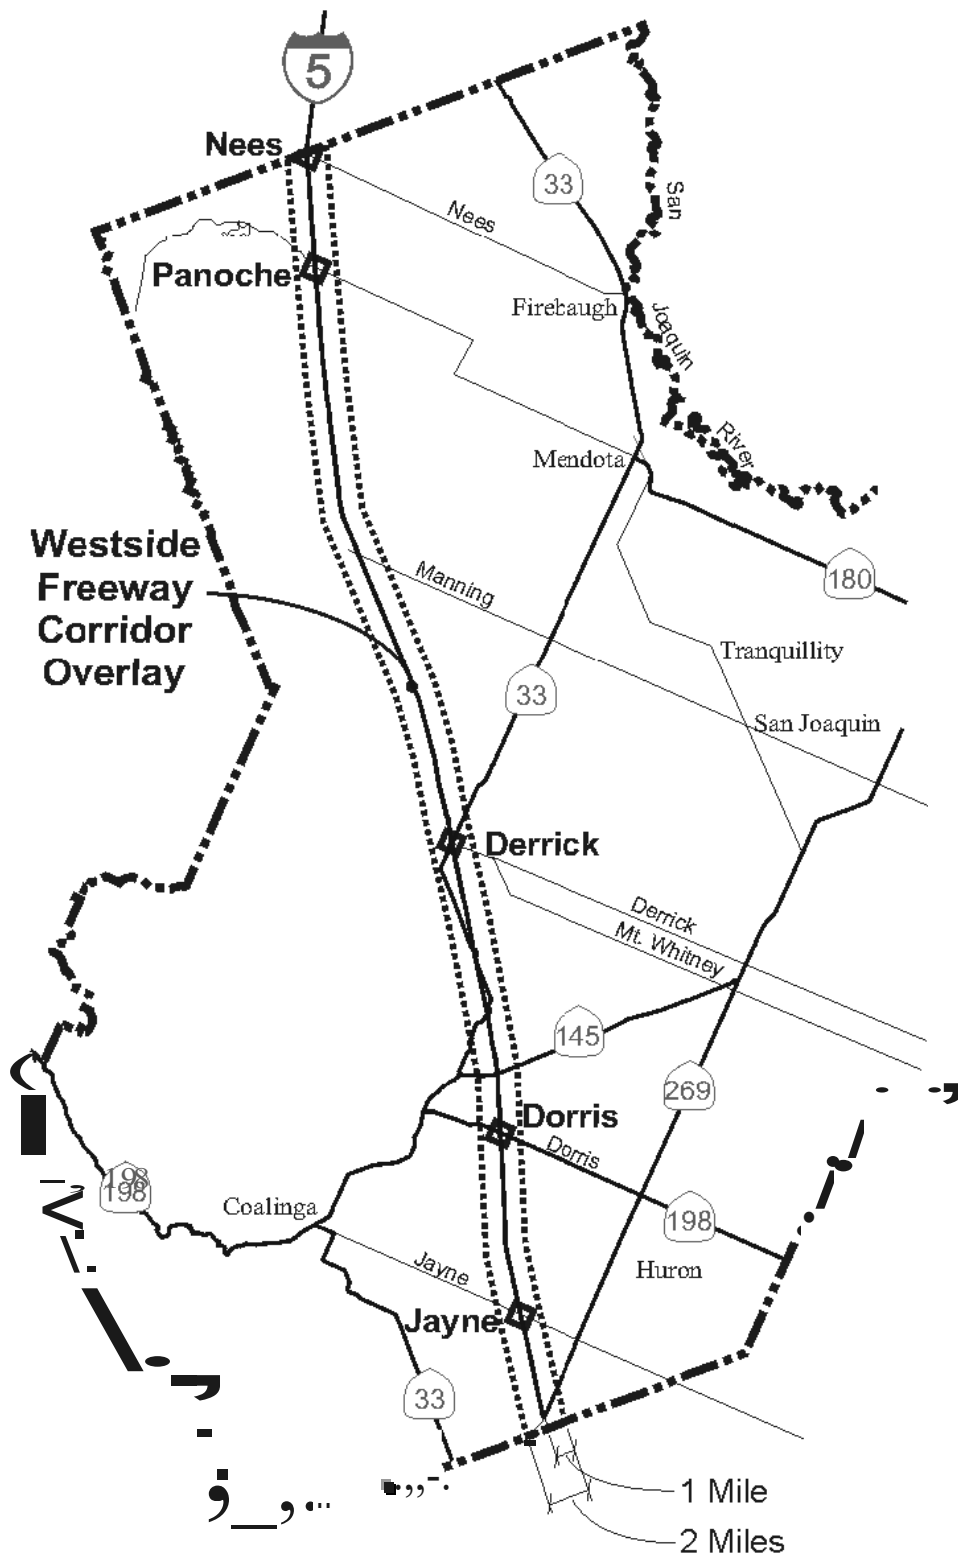 5
Nees
33
San
Nees
Panoche
Firebaugh
Joaquin
River
Mendota
Westside
Freeway
Corridor
Overlay
180
Manning
Tranquillity
33
San Joaquin
Derrick
Derrick
Mt. Whitney
145
269
Dorris
Dorris
198
198
Coalinga
198
Huron
Jayne
Jayne
33
1 Mile
2 Miles